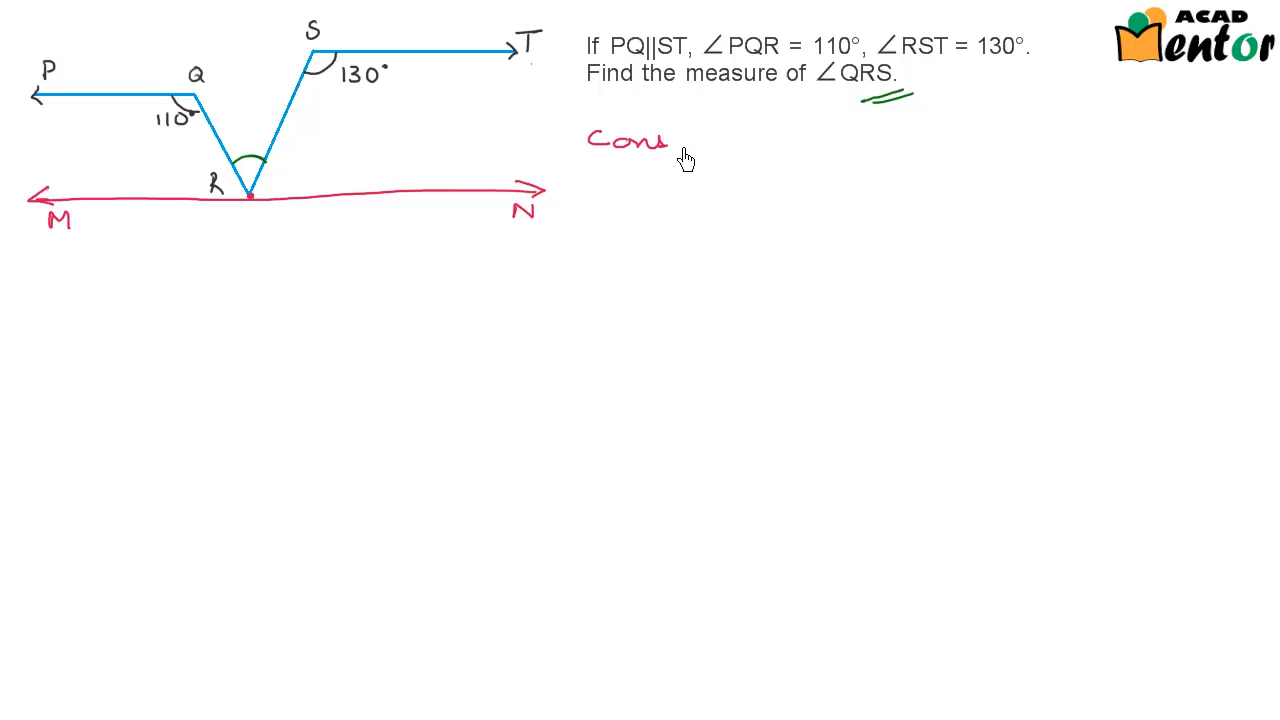 S
T
P
Q
130°
110°
R
M
N
If PQ||ST, ∠PQR = 110°, ∠RST = 130°.
Find the measure of ∠QRS.
Cons
ACAD
mentor